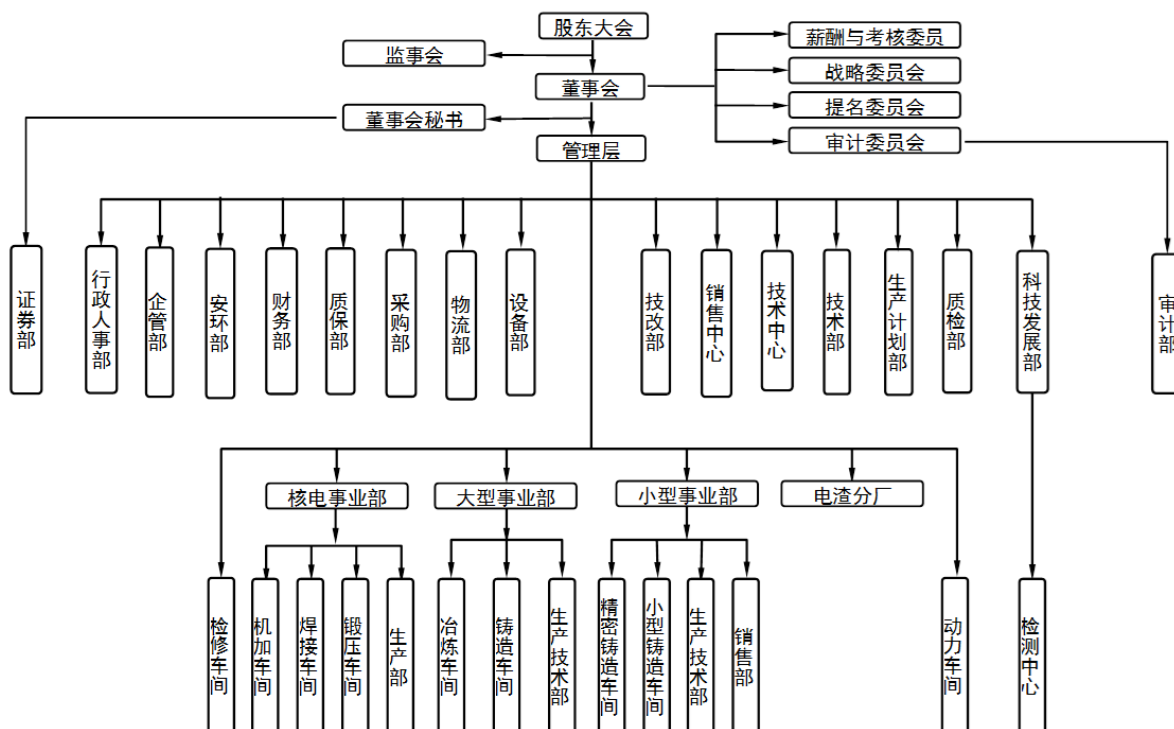 股东大会
监事会
薪酬与考核委员
战略委员会
董事会
提名委员会
董事会秘书
审计委员会
管理层
证券部
行政人事部
企管部
安环部
财务部
质保部
采购部
物流部
设备部
技改部
销售中心
技术中心
技术部
生产计划部
质检部
科技发展部
审计部
核电事业部
大型事业部
小型事业部
电渣分厂
检修车间
机加车间
焊接车间
锻压车间
生产部
冶炼车间
铸造车间
生产技术部
精密铸造车间
小型铸造车间
生产技术部
销售部
动力车间
检测中心